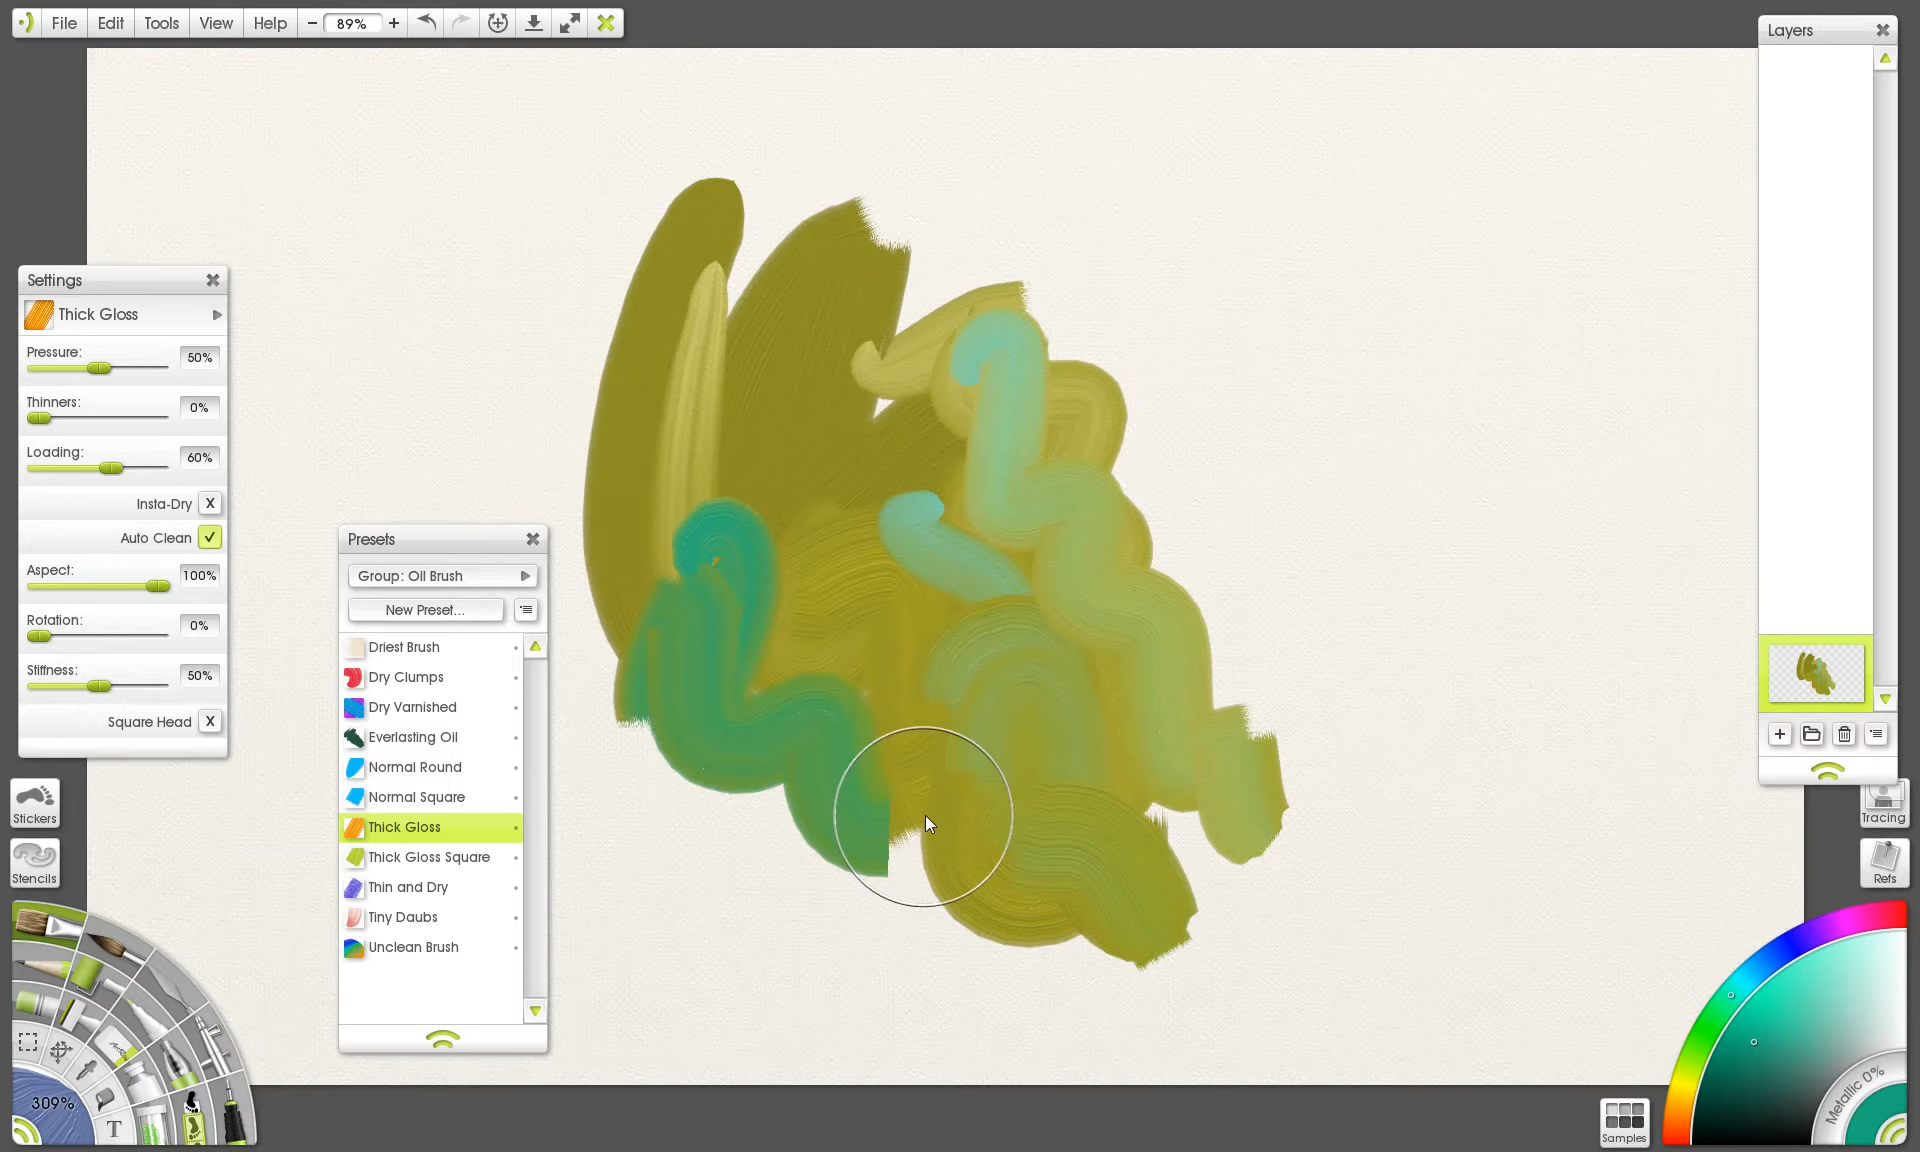 File Edit Tools View Help − 89% +
Layers
Settings
Thick Gloss
Pressure: 50%
Thinners: 0%
Loading: 60%
Insta-Dry X
Auto Clean ✓
Aspect: 100%
Rotation: 0%
Stiffness: 50%
Square Head X
Presets
Group: Oil Brush
New Preset...
Driest Brush
Dry Clumps
Dry Varnished
Everlasting Oil
Normal Round
Normal Square
Thick Gloss
Thick Gloss Square
Thin and Dry
Tiny Daubs
Unclean Brush
Stickers
Stencils
Tracing
Refs
309%
T
Metallic 0%
Samples